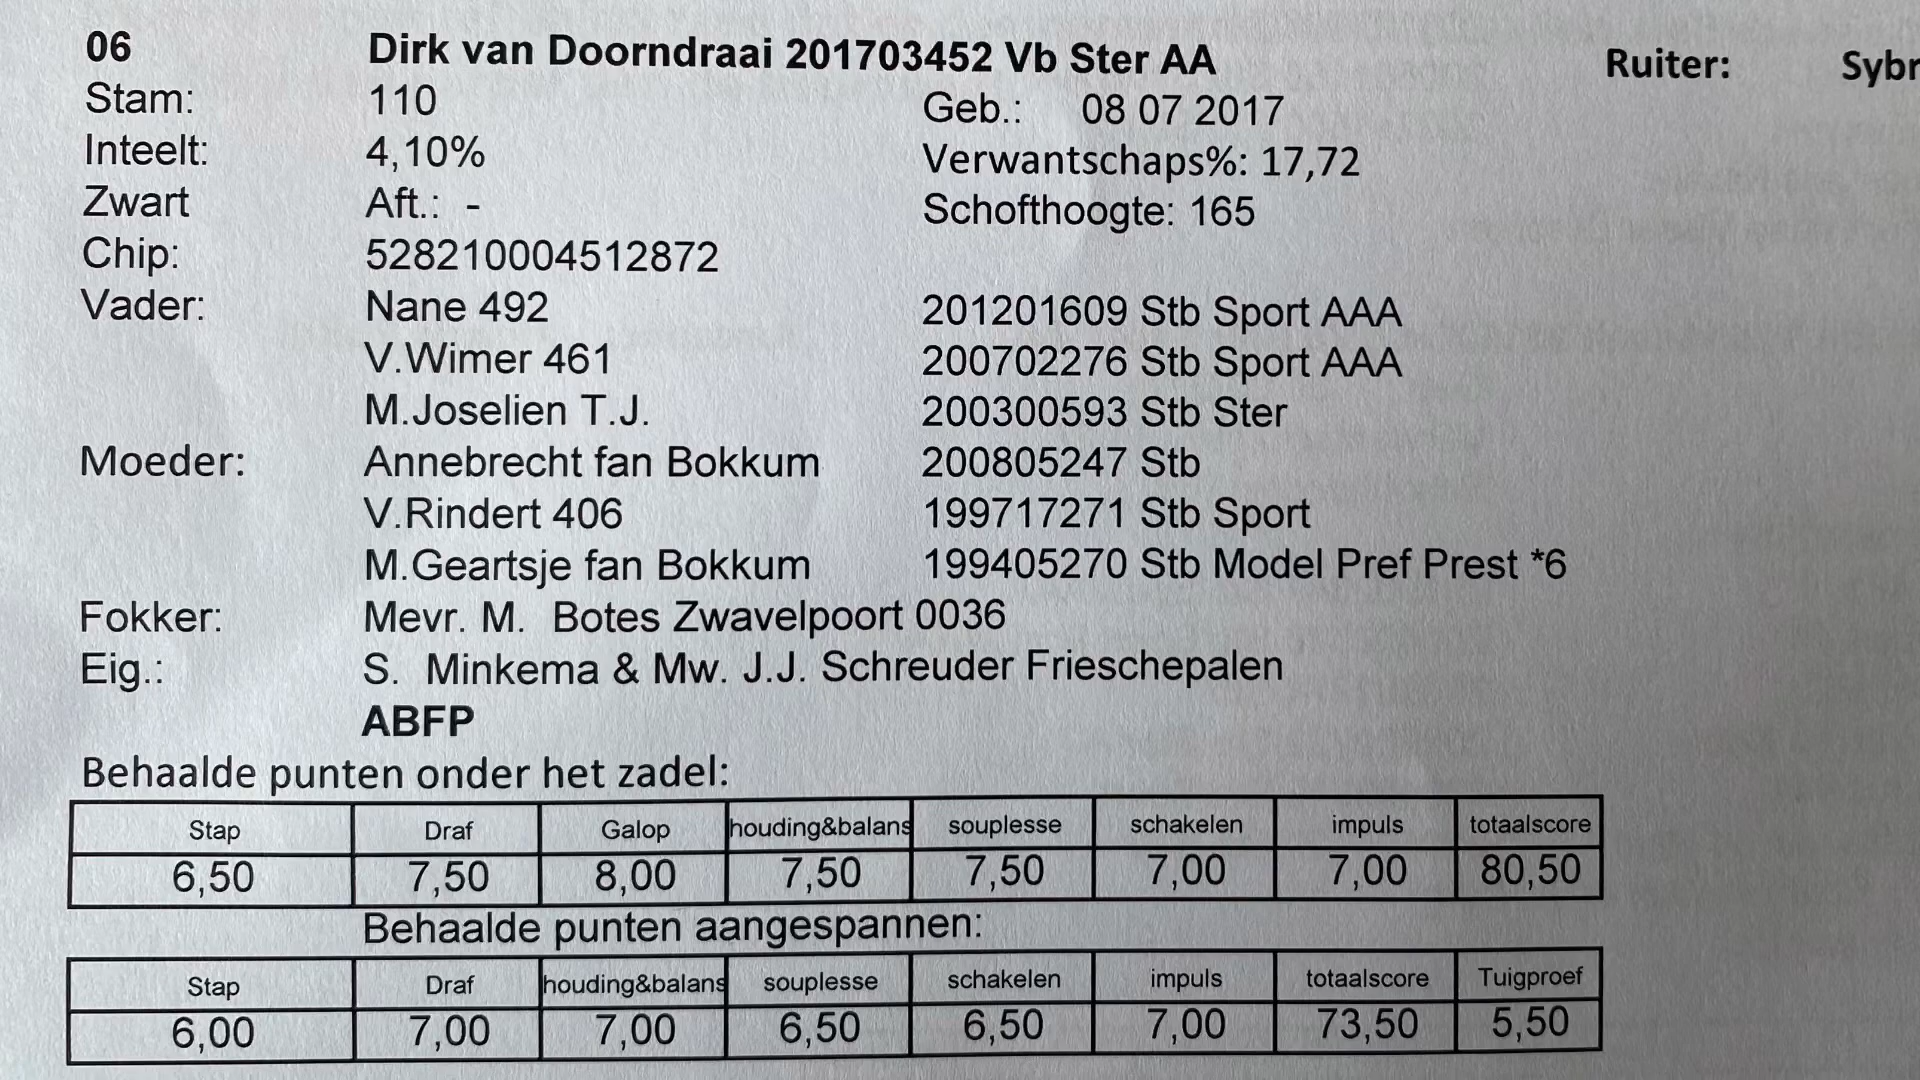 06 Dirk van Doorndraai 201703452 Vb Ster AA Ruiter: Sybr
Stam: 110 Geb.: 08 07 2017
Inteelt: 4,10% Verwantschaps%: 17,72
Zwart Aft.: - Schofthoogte: 165
Chip: 528210004512872
Vader: Nane 492 201201609 Stb Sport AAA
V.Wimer 461 200702276 Stb Sport AAA
M.Joselien T.J. 200300593 Stb Ster
Moeder: Annebrecht fan Bokkum 200805247 Stb
V.Rindert 406 199717271 Stb Sport
M.Geartsje fan Bokkum 199405270 Stb Model Pref Prest *6
Fokker: Mevr. M. Botes Zwavelpoort 0036
Eig.: S. Minkema & Mw. J.J. Schreuder Frieschepalen
ABFP
Behaalde punten onder het zadel:
Stap Draf Galop houding&balans souplesse schakelen impuls totaalscore
6,50 7,50 8,00 7,50 7,50 7,00 7,00 80,50
Behaalde punten aangespannen:
Stap Draf houding&balans souplesse schakelen impuls totaalscore Tuigproef
6,00 7,00 7,00 6,50 6,50 7,00 73,50 5,50